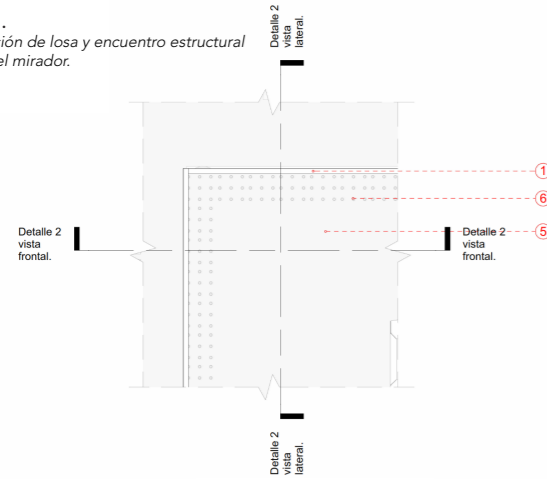 ción de losa y encuentro estructural
el mirador.
Detalle 2
vista
lateral.
1
6
5
Detalle 2
vista
frontal.
Detalle 2
vista
frontal.
Detalle 2
vista
lateral.